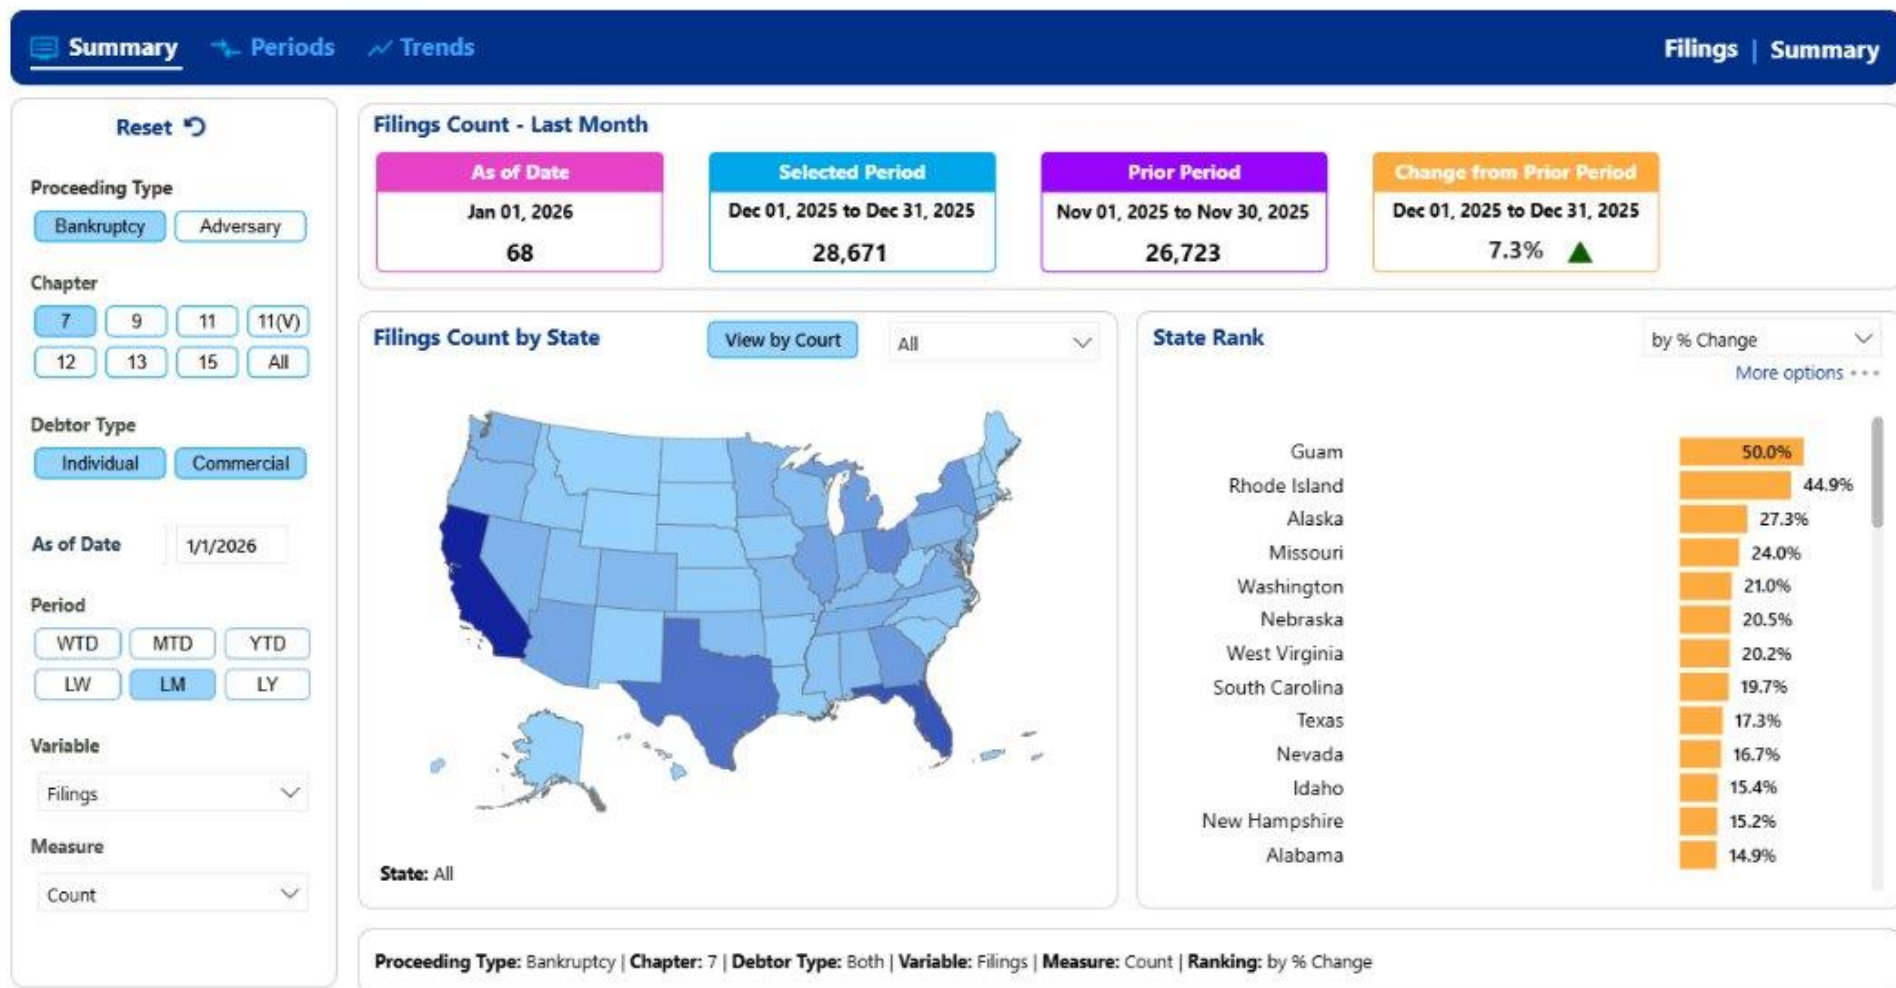 Summary Periods Trends Filings | Summary
Reset
Proceeding Type
Bankruptcy Adversary
Chapter
7 9 11 11(V)
12 13 15 All
Debtor Type
Individual Commercial
As of Date 1/1/2026
Period
WTD MTD YTD
LW LM LY
Variable
Filings
Measure
Count
Filings Count - Last Month
As of Date
Jan 01, 2026
68
Selected Period
Dec 01, 2025 to Dec 31, 2025
28,671
Prior Period
Nov 01, 2025 to Nov 30, 2025
26,723
Change from Prior Period
Dec 01, 2025 to Dec 31, 2025
7.3%
Filings Count by State View by Court All
State: All
State Rank by % Change
More options
Guam 50.0%
Rhode Island 44.9%
Alaska 27.3%
Missouri 24.0%
Washington 21.0%
Nebraska 20.5%
West Virginia 20.2%
South Carolina 19.7%
Texas 17.3%
Nevada 16.7%
Idaho 15.4%
New Hampshire 15.2%
Alabama 14.9%
Proceeding Type: Bankruptcy | Chapter: 7 | Debtor Type: Both | Variable: Filings | Measure: Count | Ranking: by % Change